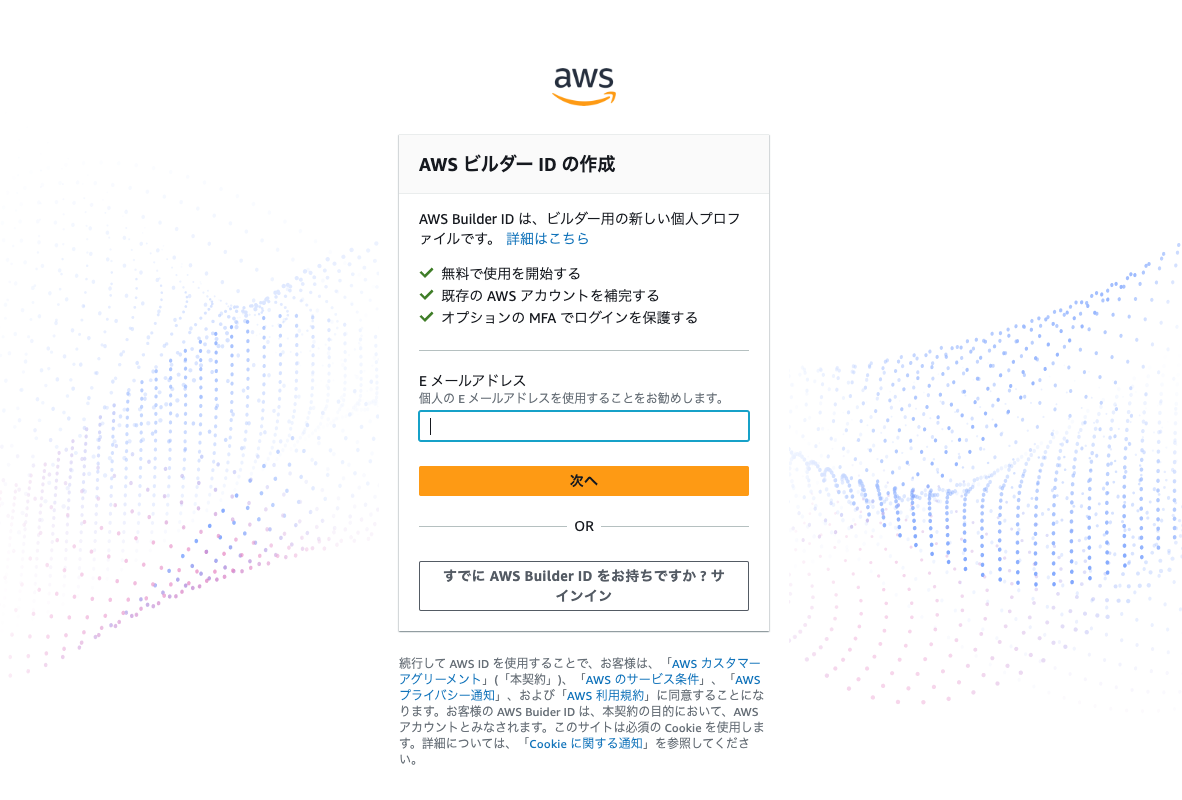 aws
AWS ビルダー ID の作成
AWS Builder ID は、ビルダー用の新しい個人プロフ
ァイルです。 詳細はこちら
無料で使用を開始する
既存の AWS アカウントを補完する
オプションの MFA でログインを保護する
E メールアドレス
個人の E メールアドレスを使用することをお勧めします。
次へ
OR
すでに AWS Builder ID をお持ちですか ? サ
インイン
続行して AWS ID を使用することで、お客様は、「AWS カスタマー
アグリーメント」(「本契約」)、「AWS のサービス条件」、「AWS
プライバシー通知」、および「AWS 利用規約」に同意することにな
ります。お客様の AWS Buider ID は、本契約の目的において、AWS
アカウントとみなされます。このサイトは必須の Cookie を使用しま
す。詳細については、「Cookie に関する通知」を参照してくださ
い。